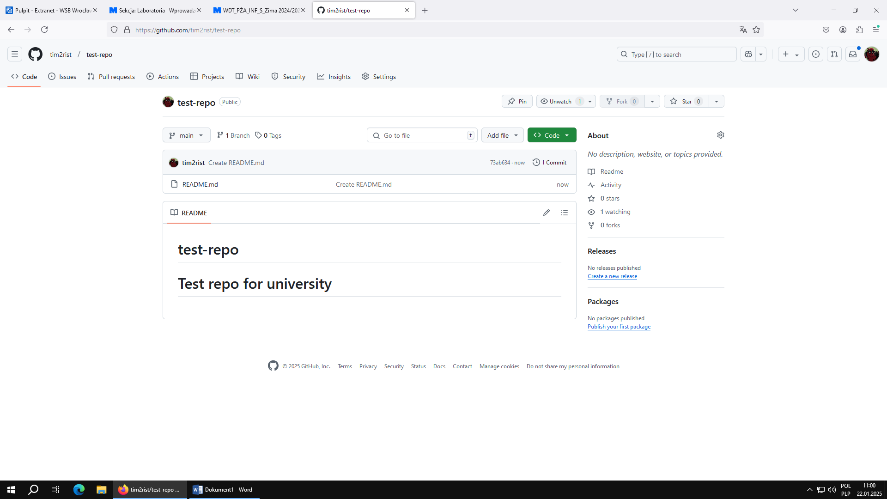 Pulpit - Extranet - WSB Wrocła
Sekcja: Laboratoria - Wprowadz
WDT_PZA_INF_S_Zima 2024/202
tim2rist/test-repo
https://github.com/tim2rist/test-repo
tim2rist / test-repo
Type / to search
Code
Issues
Pull requests
Actions
Projects
Wiki
Security
Insights
Settings
test-repo Public
Pin
Unwatch 1
Fork 0
Star 0
main
1 Branch
0 Tags
Go to file
t
Add file
Code
tim2rist Create README.md
· now
1 Commit
README.md
Create README.md
now
README
test-repo
Test repo for university
About
No description, website, or topics provided.
Readme
Activity
0 stars
1 watching
0 forks
Releases
No releases published
Create a new release
Packages
No packages published
Publish your first package
© 2025 GitHub, Inc. Terms Privacy Security Status Docs Contact Manage cookies Do not share my personal information
tim2rist/test-repo ...
Dokument1 - Word
POL
PLP
11:00
22.01.2025